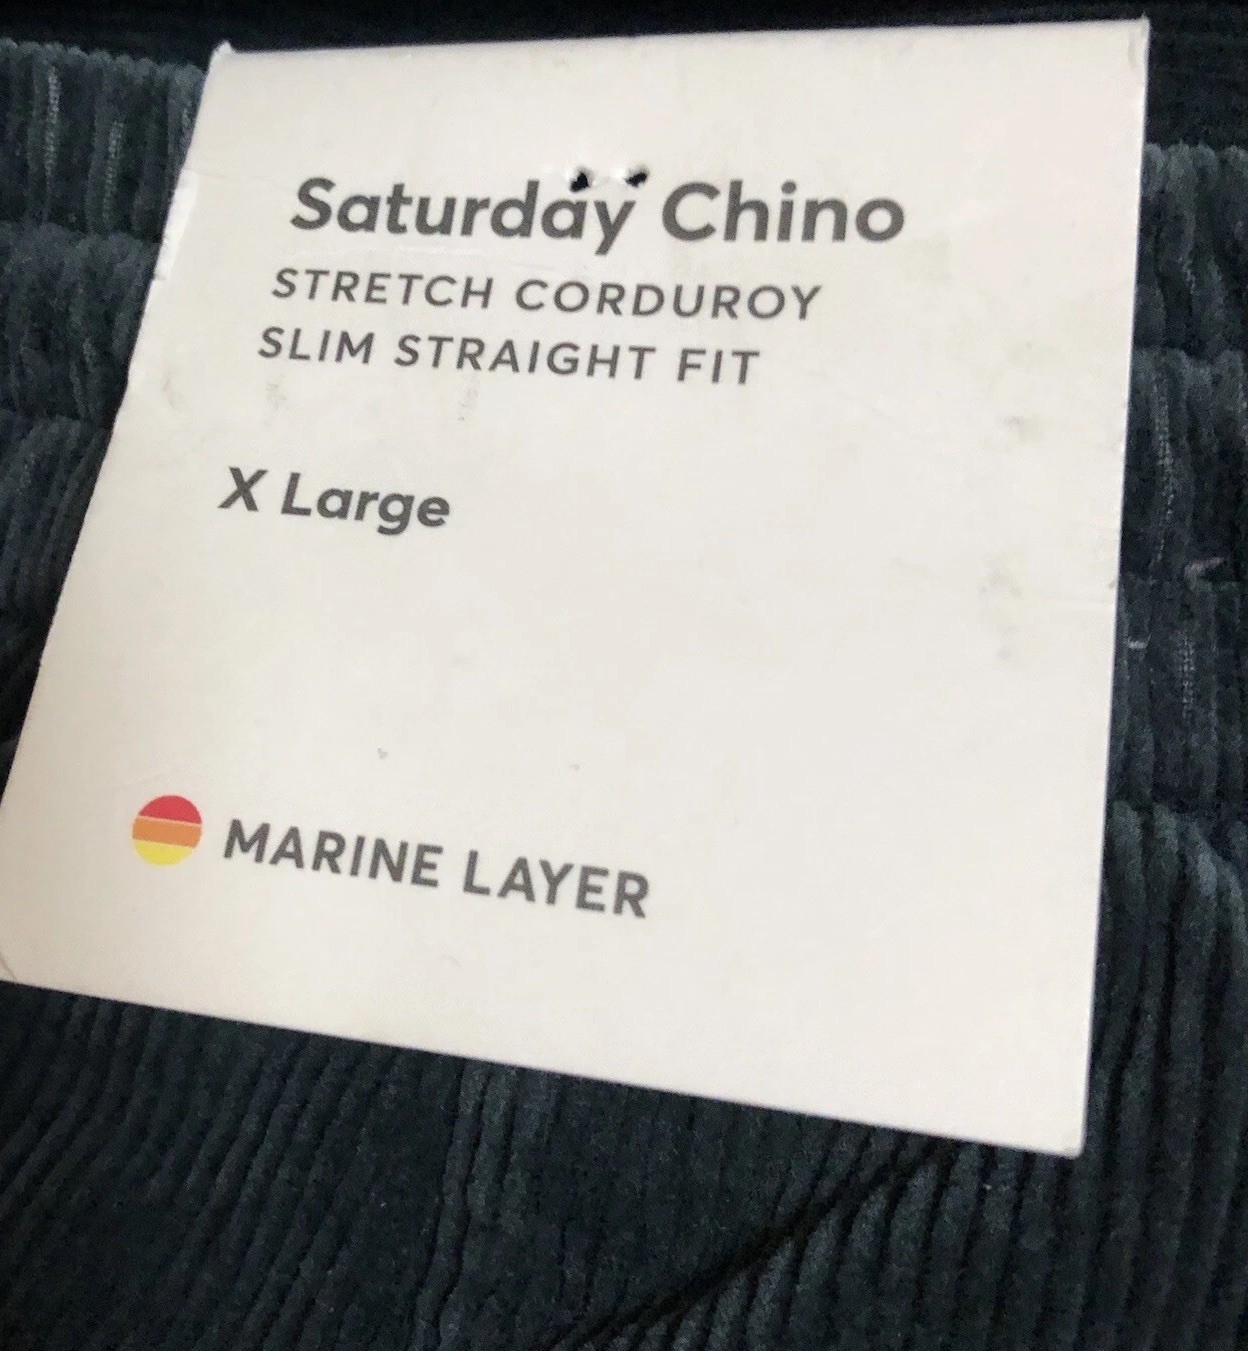 Saturday Chino
STRETCH CORDUROY
SLIM STRAIGHT FIT
X Large
MARINE LAYER